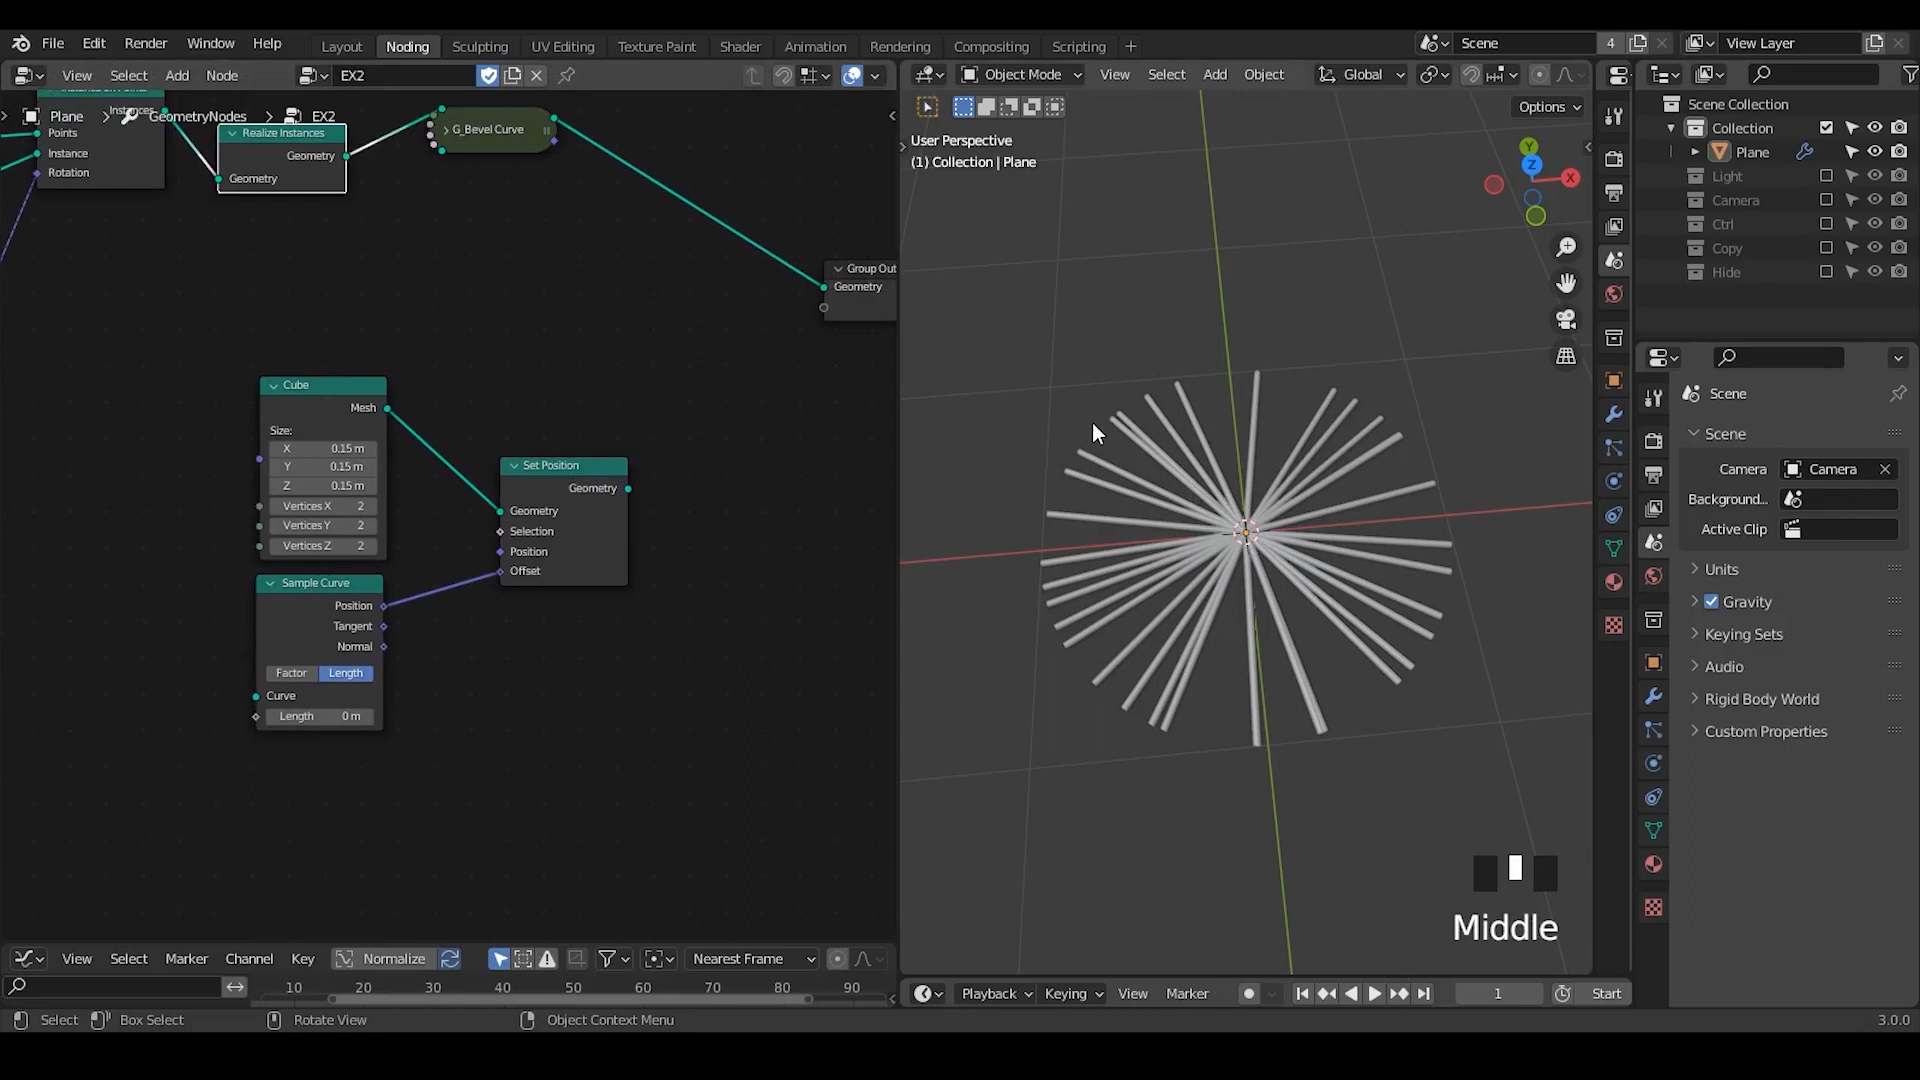 File Edit Render Window Help Layout Noding Sculpting UV Editing Texture Paint Shader Animation Rendering Compositing Scripting + Scene 4 View Layer
View Select Add Node EX2 Object Mode View Select Add Object Global
Options
Plane > GeometryNodes > EX2
Instances
Points
Instance
Rotation
Realize Instances
Geometry
Geometry
G_Bevel Curve
Group Out
Geometry
Cube
Mesh
Size:
X 0.15 m
Y 0.15 m
Z 0.15 m
Vertices X 2
Vertices Y 2
Vertices Z 2
Set Position
Geometry
Geometry
Selection
Position
Offset
Sample Curve
Position
Tangent
Normal
Factor Length
Curve
Length 0 m
User Perspective
(1) Collection | Plane
Y
Z
X
Middle
Scene Collection
Collection
Plane
Light
Camera
Ctrl
Copy
Hide
Scene
Scene
Camera Camera
Background...
Active Clip
Units
Gravity
Keying Sets
Audio
Rigid Body World
Custom Properties
View Select Marker Channel Key Normalize Nearest Frame
10 20 30 40 50 60 70 80 90
Playback Keying View Marker 1 Start
Select Box Select Rotate View Object Context Menu 3.0.0